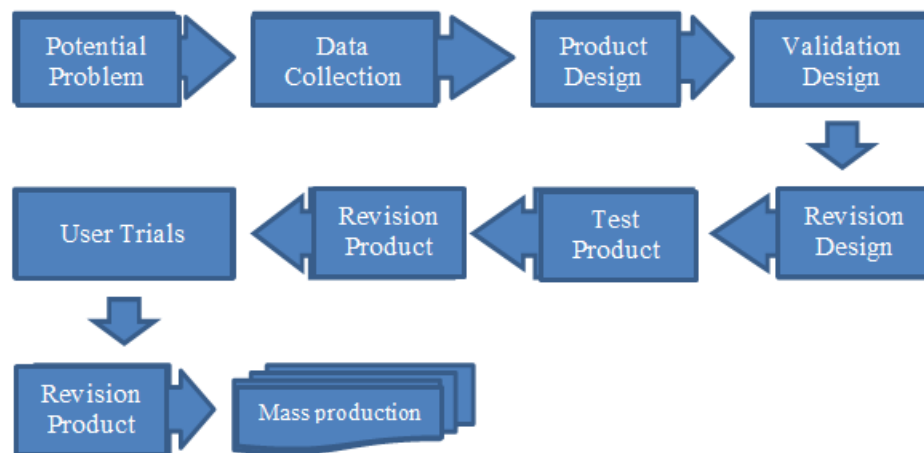 Potential
Problem
Data
Collection
Product
Design
Validation
Design
Revision
Design
Test
Product
Revision
Product
User Trials
Revision
Product
Mass production